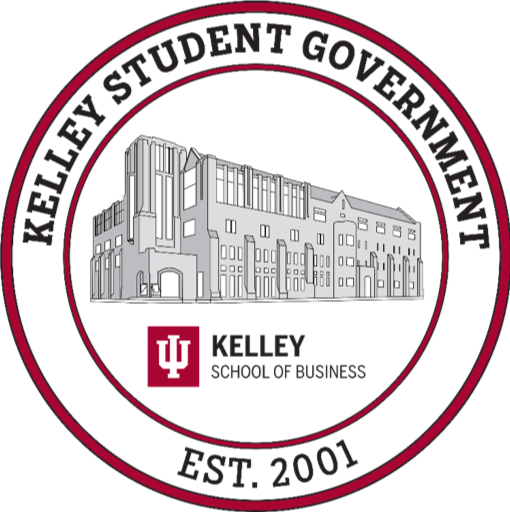 KELLEY STUDENT GOVERNMENT
KELLEY
SCHOOL OF BUSINESS
EST. 2001